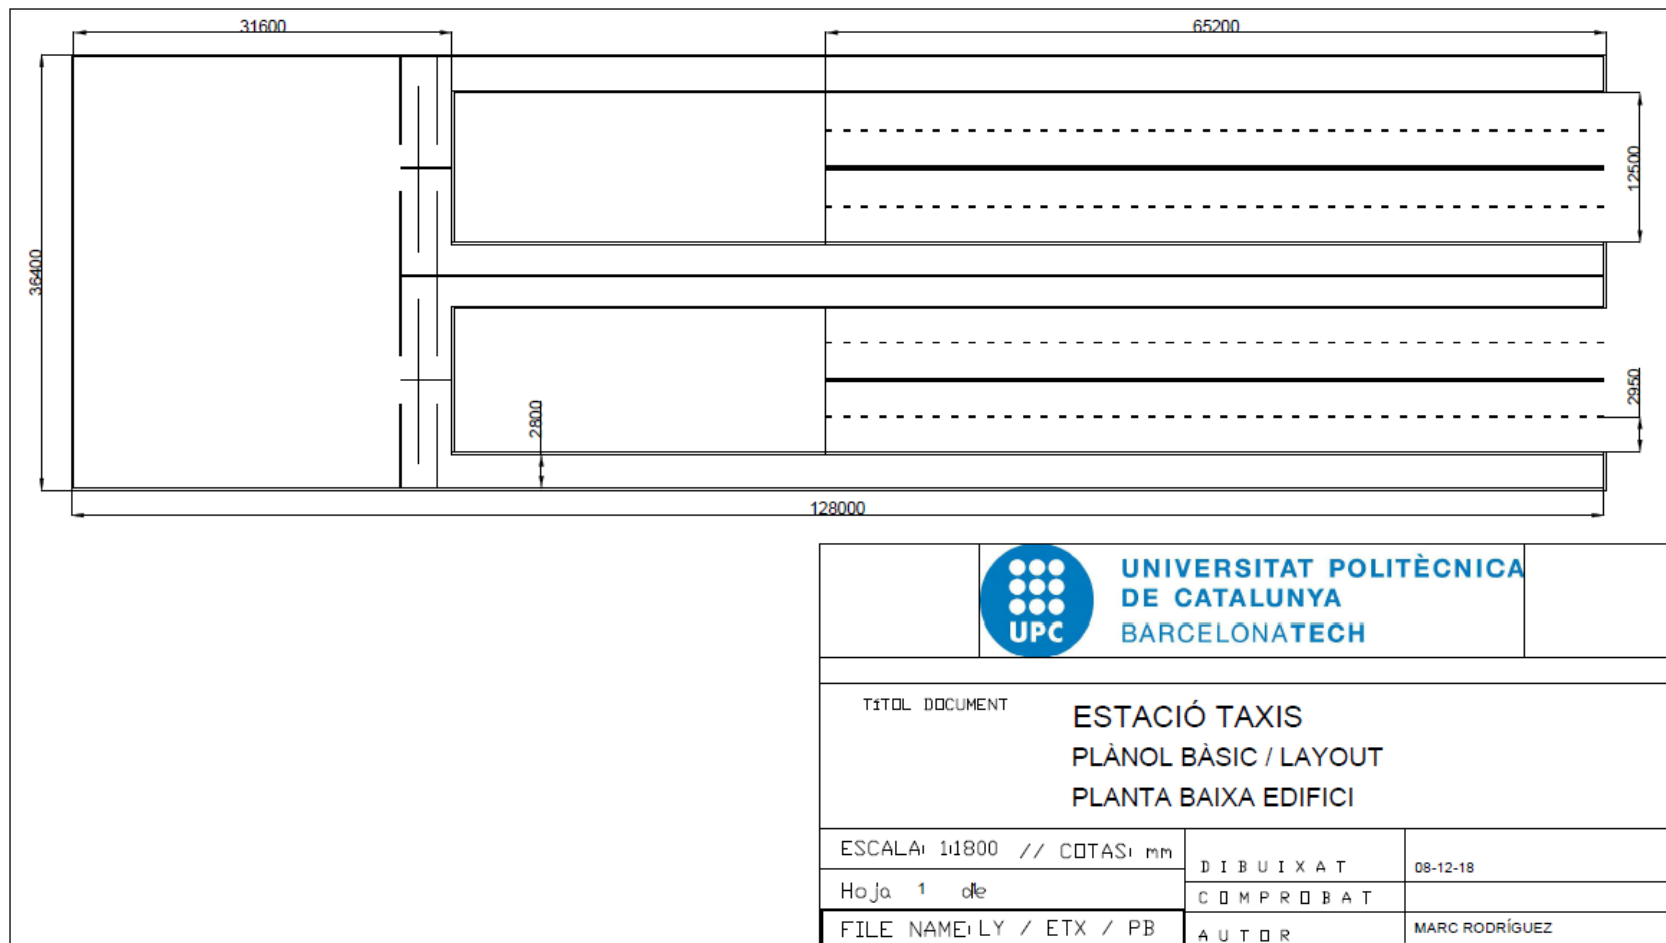 31600
65200
12500
36400
2950
2800
128000
UPC
UNIVERSITAT POLITÈCNICA
DE CATALUNYA
BARCELONATECH
TíTOL DOCUMENT
ESTACIÓ TAXIS
PLÀNOL BÀSIC / LAYOUT
PLANTA BAIXA EDIFICI
ESCALA: 1:1800 // COTAS: mm
Hoja 1 de
FILE NAME: LY / ETX / PB
DIBUIXAT
08-12-18
COMPROBAT
AUTOR
MARC RODRÍGUEZ